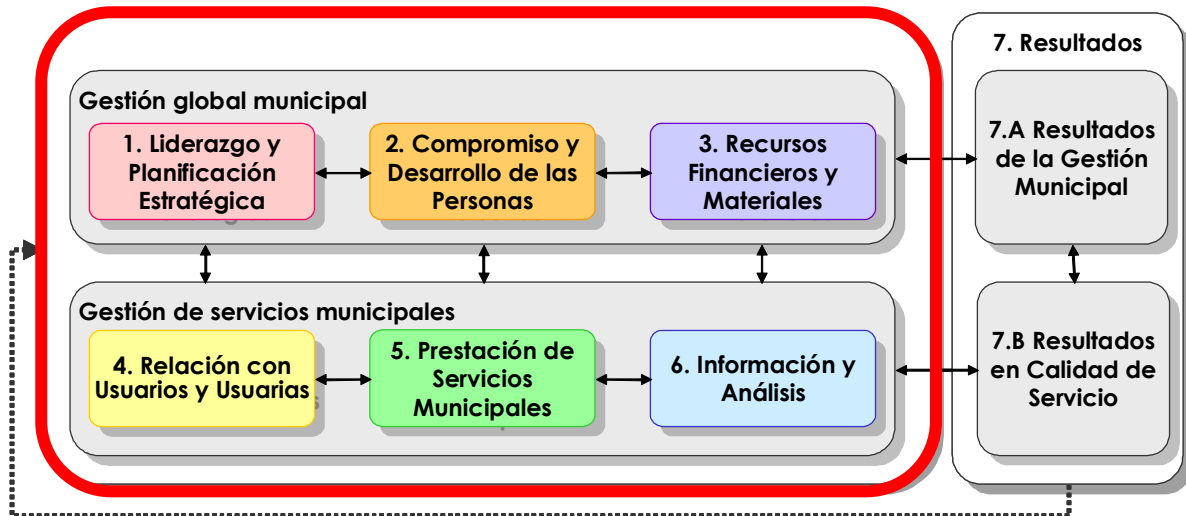 Gestión global municipal
1. Liderazgo y
Planificación
Estratégica
2. Compromiso y
Desarrollo de las
Personas
3. Recursos
Financieros y
Materiales
Gestión de servicios municipales
4. Relación con
Usuarios y Usuarias
5. Prestación de
Servicios
Municipales
6. Información y
Análisis
7. Resultados
7.A Resultados
de la Gestión
Municipal
7.B Resultados
en Calidad de
Servicio